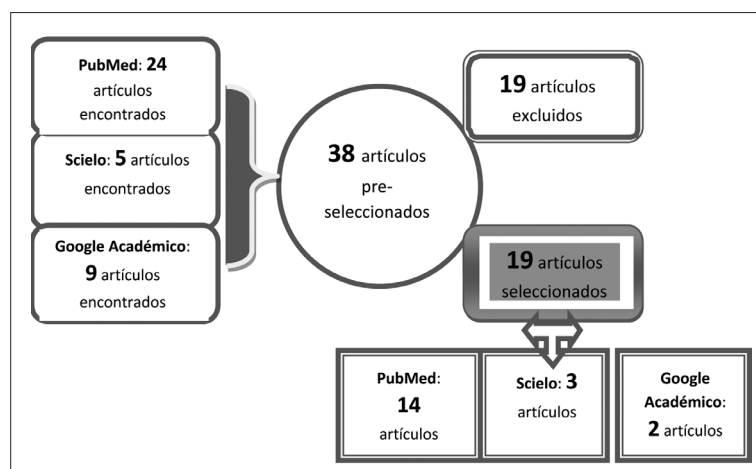 PubMed: 24
artículos
encontrados
Scielo: 5 artículos
encontrados
Google Académico:
9 artículos
encontrados
38 artículos
pre-
seleccionados
19 artículos
excluidos
19 artículos
seleccionados
PubMed:
14
artículos
Scielo: 3
artículos
Google
Académico:
2 artículos